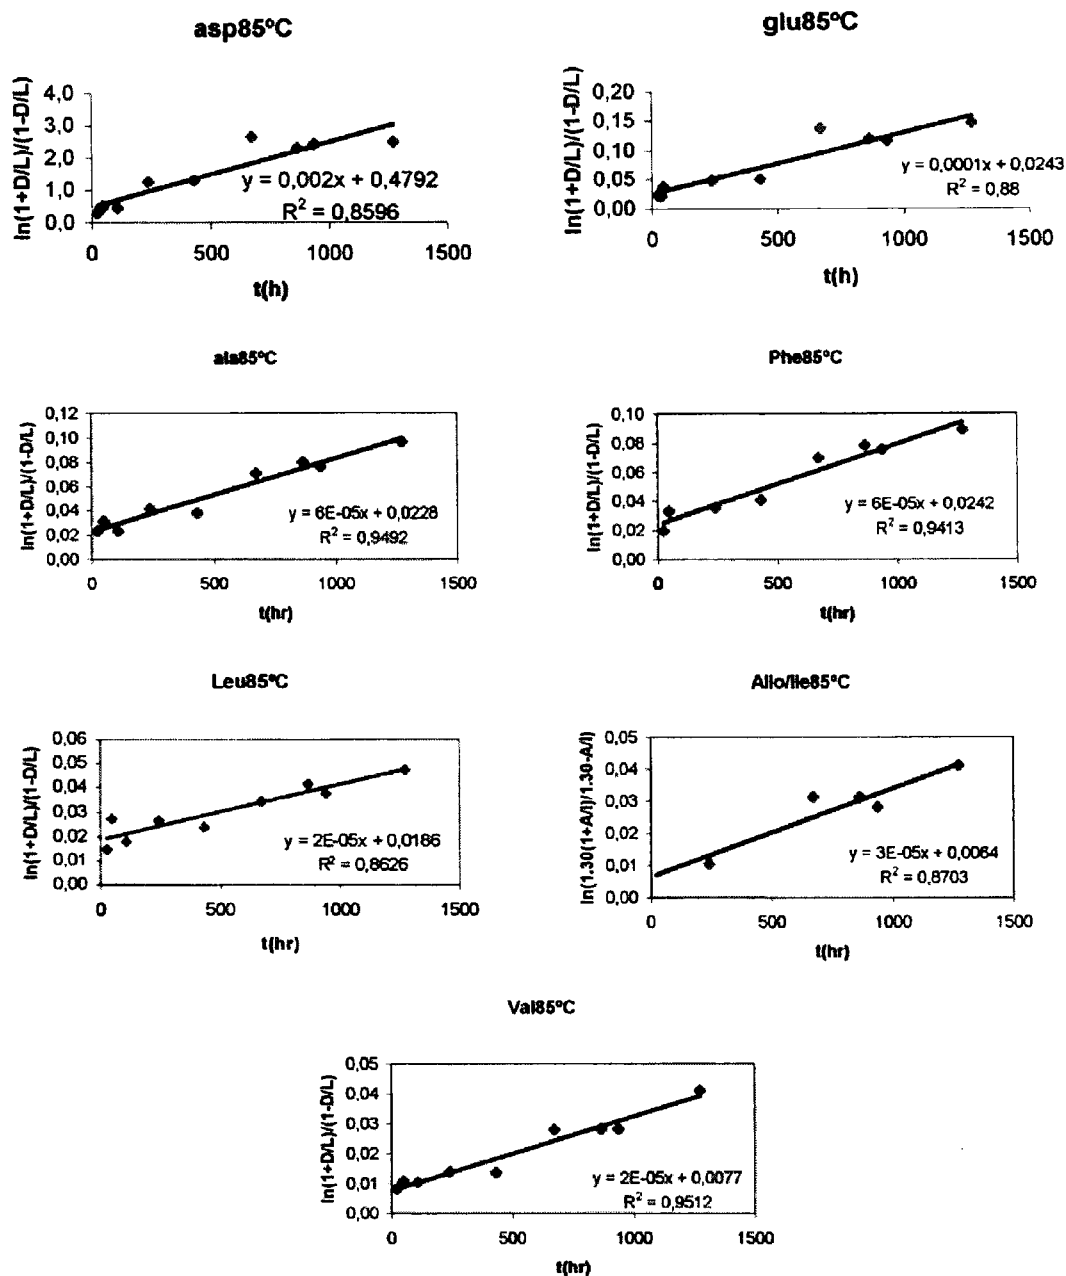 asp85ºC
ln(1+D/L)/(1-D/L)
4,0
3,0
2,0
1,0
0,0
y = 0,002x + 0,4792
R² = 0,8596
0 500 1000 1500
t(h)
glu85ºC
ln(1+D/L)/(1-D/L)
0,20
0,15
0,10
0,05
0,00
y = 0,0001x + 0,0243
R² = 0,88
0 500 1000 1500
t(h)
ala85ºC
ln(1+D/L)/(1-D/L)
0,12
0,10
0,08
0,06
0,04
0,02
0,00
y = 6E-05x + 0,0228
R² = 0,9492
0 500 1000 1500
t(hr)
Phe85ºC
ln(1+D/L)/(1-D/L)
0,10
0,08
0,06
0,04
0,02
0,00
y = 6E-05x + 0,0242
R² = 0,9413
0 500 1000 1500
t(hr)
Leu85ºC
ln(1+D/L)/(1-D/L)
0,06
0,05
0,04
0,03
0,02
0,01
0,00
y = 2E-05x + 0,0186
R² = 0,8626
0 500 1000 1500
t(hr)
Allo/Ile85ºC
ln(1.30(1+A/I)/1.30-A/I)
0,05
0,04
0,03
0,02
0,01
0,00
y = 3E-05x + 0,0064
R² = 0,8703
0 500 1000 1500
t(hr)
Val85ºC
ln(1+D/L)/(1-D/L)
0,05
0,04
0,03
0,02
0,01
0,00
y = 2E-05x + 0,0077
R² = 0,9512
0 500 1000 1500
t(hr)